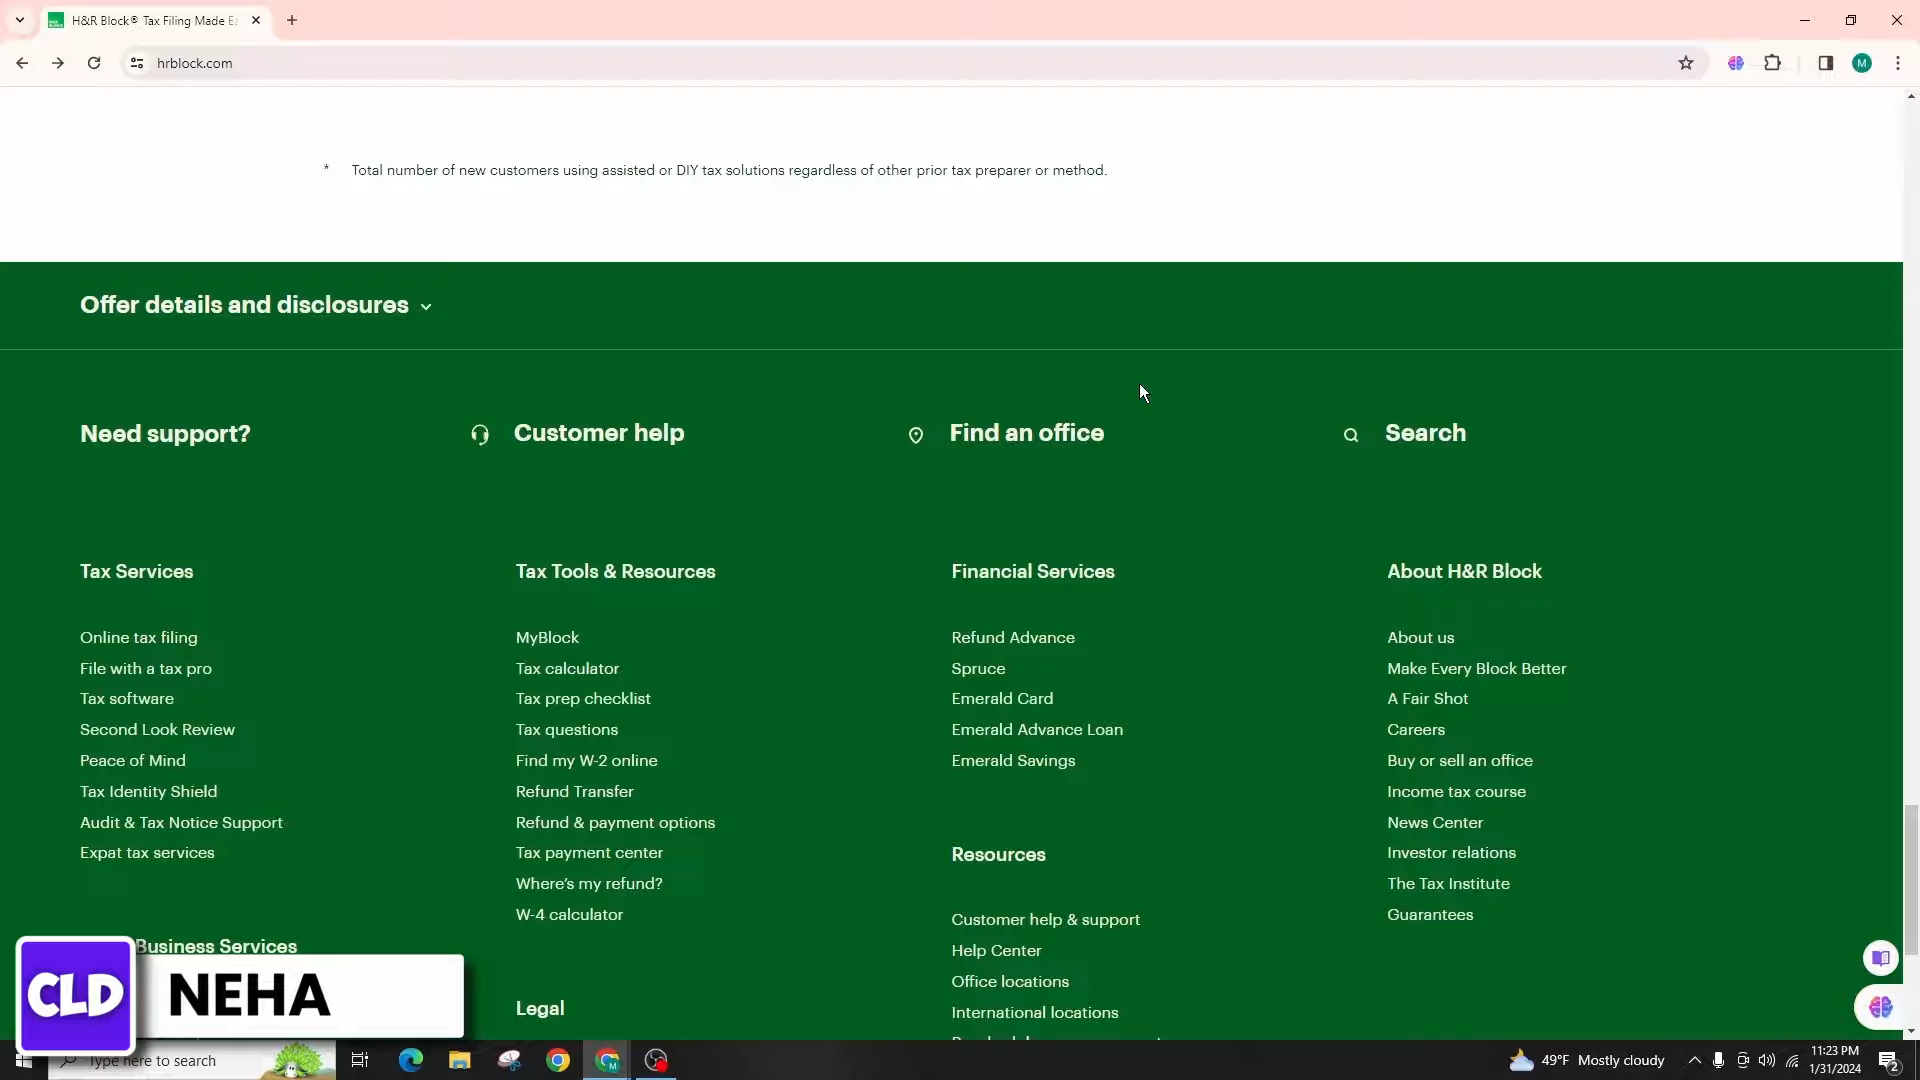 H&R Block® Tax Filing Made Ea
hrblock.com
M
* Total number of new customers using assisted or DIY tax solutions regardless of other prior tax preparer or method.
Offer details and disclosures
Need support?
Customer help
Find an office
Search
Tax Services
Online tax filing
File with a tax pro
Tax software
Second Look Review
Peace of Mind
Tax Identity Shield
Audit & Tax Notice Support
Expat tax services
Business Services
Tax Tools & Resources
MyBlock
Tax calculator
Tax prep checklist
Tax questions
Find my W-2 online
Refund Transfer
Refund & payment options
Tax payment center
Where's my refund?
W-4 calculator
Legal
Financial Services
Refund Advance
Spruce
Emerald Card
Emerald Advance Loan
Emerald Savings
Resources
Customer help & support
Help Center
Office locations
International locations
About H&R Block
About us
Make Every Block Better
A Fair Shot
Careers
Buy or sell an office
Income tax course
News Center
Investor relations
The Tax Institute
Guarantees
CLD
NEHA
Type here to search
49°F Mostly cloudy
11:23 PM
1/31/2024
2